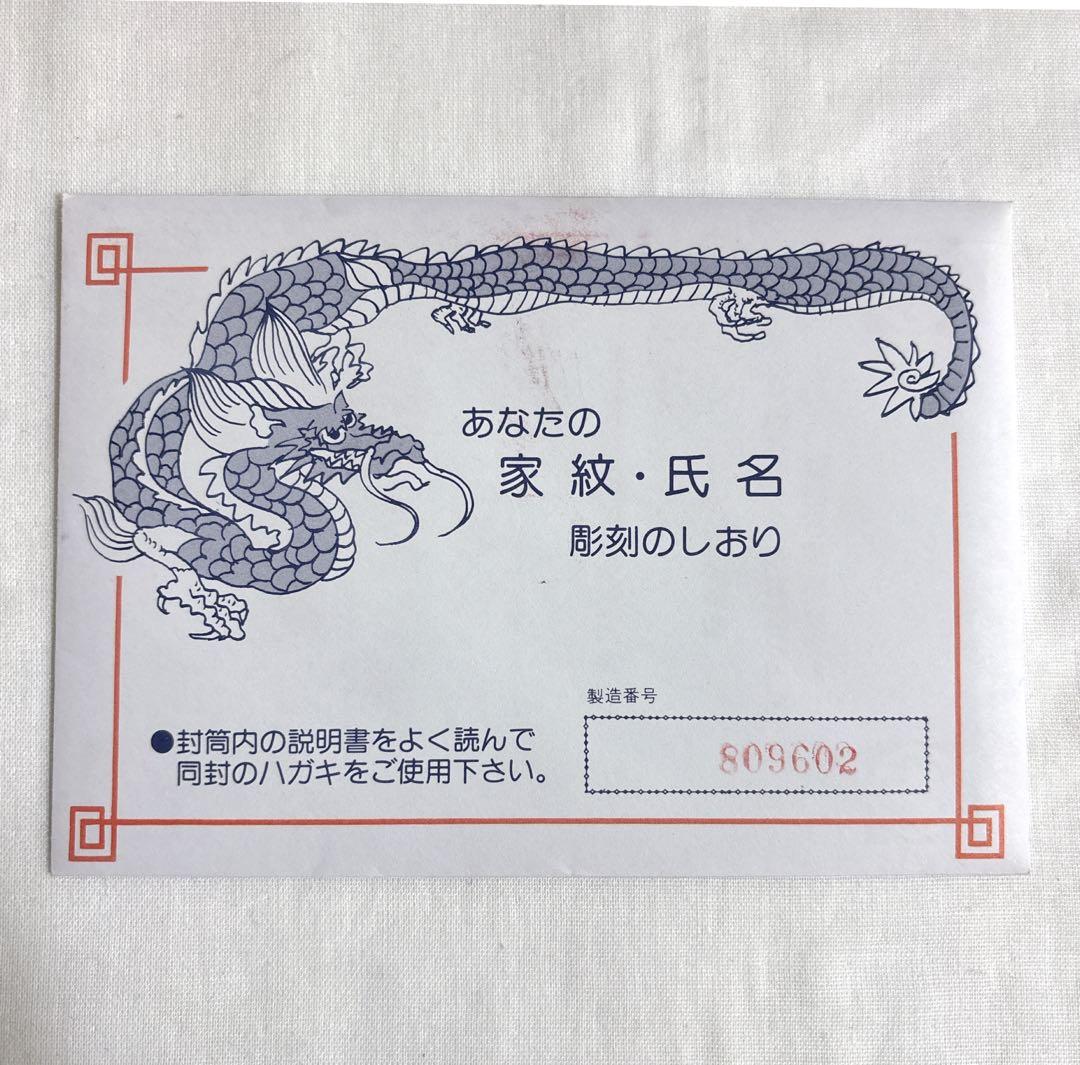 あなたの
家紋・氏名
彫刻のしおり
製造番号
809602
●封筒内の説明書をよく読んで
同封のハガキをご使用下さい。